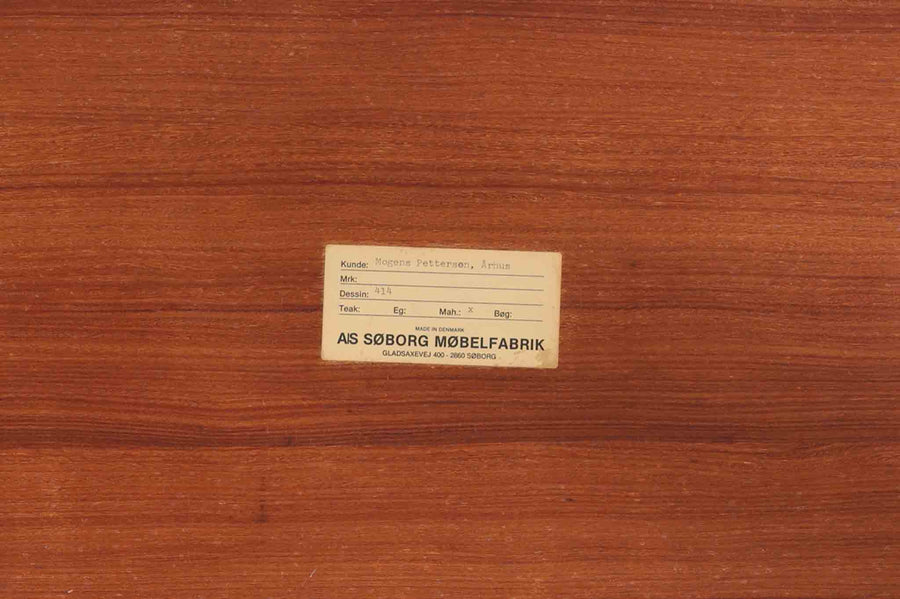 Kunde: Mogens Petterson, Århus
Mrk:
Dessin: 414
Teak: Eg: Mah.: x Bøg:
MADE IN DENMARK
A/S SØBORG MØBELFABRIK
GLADSAXEVEJ 400 - 2860 SØBORG